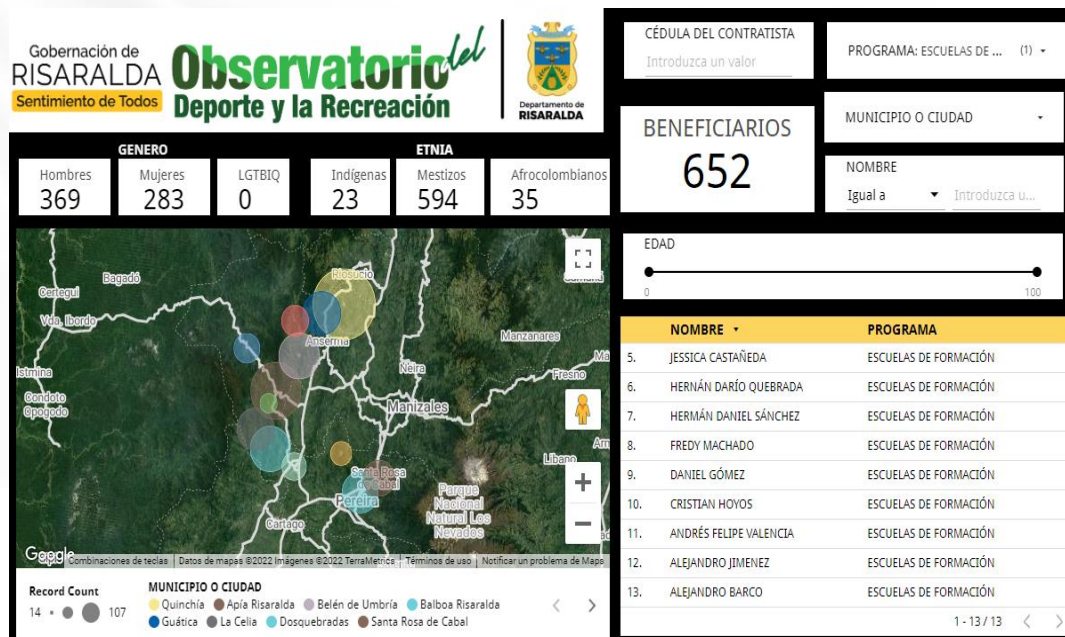 Gobernación de
RISARALDA
Sentimiento de Todos
Observatorio del
Deporte y la Recreación
Departamento de
RISARALDA
CÉDULA DEL CONTRATISTA
Introduzca un valor
PROGRAMA: ESCUELAS DE ... (1)
BENEFICIARIOS
652
MUNICIPIO O CIUDAD
NOMBRE
Igual a Introduzca u...
GENERO ETNIA
Hombres Mujeres LGTBIQ Indígenas Mestizos Afrocolombianos
369 283 0 23 594 35
EDAD
0 100
Riosucio
Bagadó
Certegui
Vda. Ibordo
Anserma
Manzanares
Istmina
Neira
Fresno
Condoto
Opogodo
Manizales
Líbano
Santa Rosa
de Cabal
Pereira
Parque
Nacional
Natural Los
Nevados
Cartago
Google
Combinaciones de teclas Datos de mapas ©2022 Imágenes ©2022 TerraMetrics Términos de uso Notificar un problema de Maps
Record Count
14 107
MUNICIPIO O CIUDAD
Quinchía Apía Risaralda Belén de Umbría Balboa Risaralda
Guática La Celia Dosquebradas Santa Rosa de Cabal
NOMBRE PROGRAMA
5. JESSICA CASTAÑEDA ESCUELAS DE FORMACIÓN
6. HERNÁN DARÍO QUEBRADA ESCUELAS DE FORMACIÓN
7. HERMÁN DANIEL SÁNCHEZ ESCUELAS DE FORMACIÓN
8. FREDY MACHADO ESCUELAS DE FORMACIÓN
9. DANIEL GÓMEZ ESCUELAS DE FORMACIÓN
10. CRISTIAN HOYOS ESCUELAS DE FORMACIÓN
11. ANDRÉS FELIPE VALENCIA ESCUELAS DE FORMACIÓN
12. ALEJANDRO JIMENEZ ESCUELAS DE FORMACIÓN
13. ALEJANDRO BARCO ESCUELAS DE FORMACIÓN
1 - 13 / 13